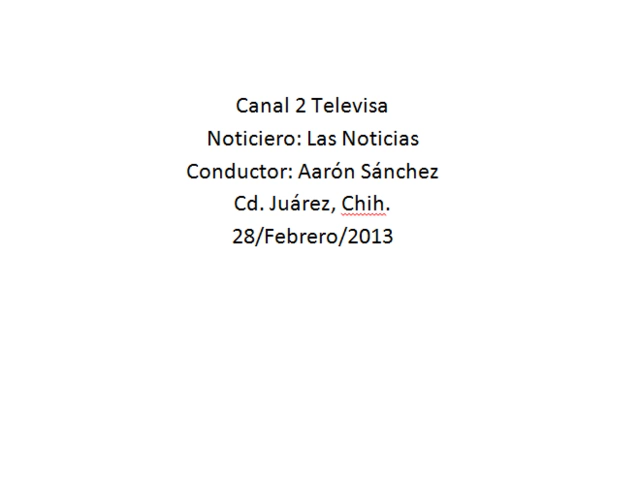 Canal 2 Televisa
Noticiero: Las Noticias
Conductor: Aarón Sánchez
Cd. Juárez, Chih.
28/Febrero/2013